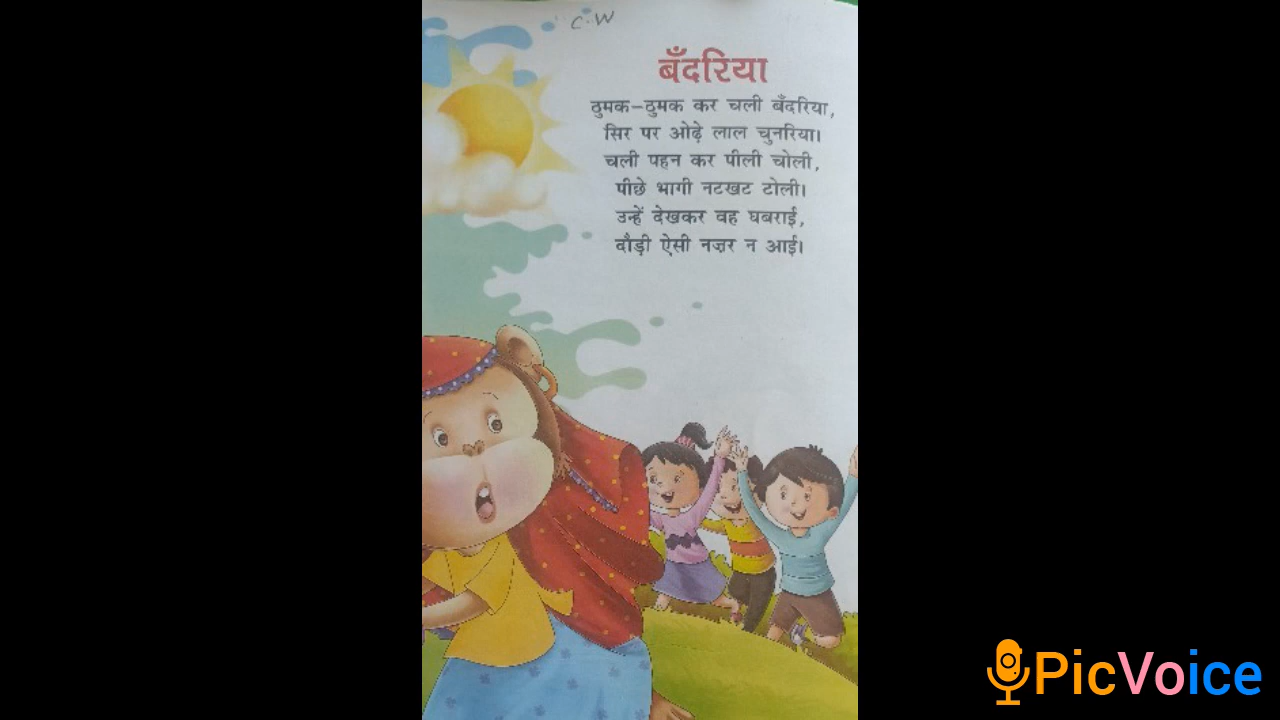 C.W
बँदरिया
ठुमक-ठुमक कर चली बँदरिया,
सिर पर ओढ़े लाल चुनरिया।
चली पहन कर पीली चोली,
पीछे भागी नटखट टोली।
उन्हें देखकर वह घबराई,
दौड़ी ऐसी नज़र न आई।
PicVoice